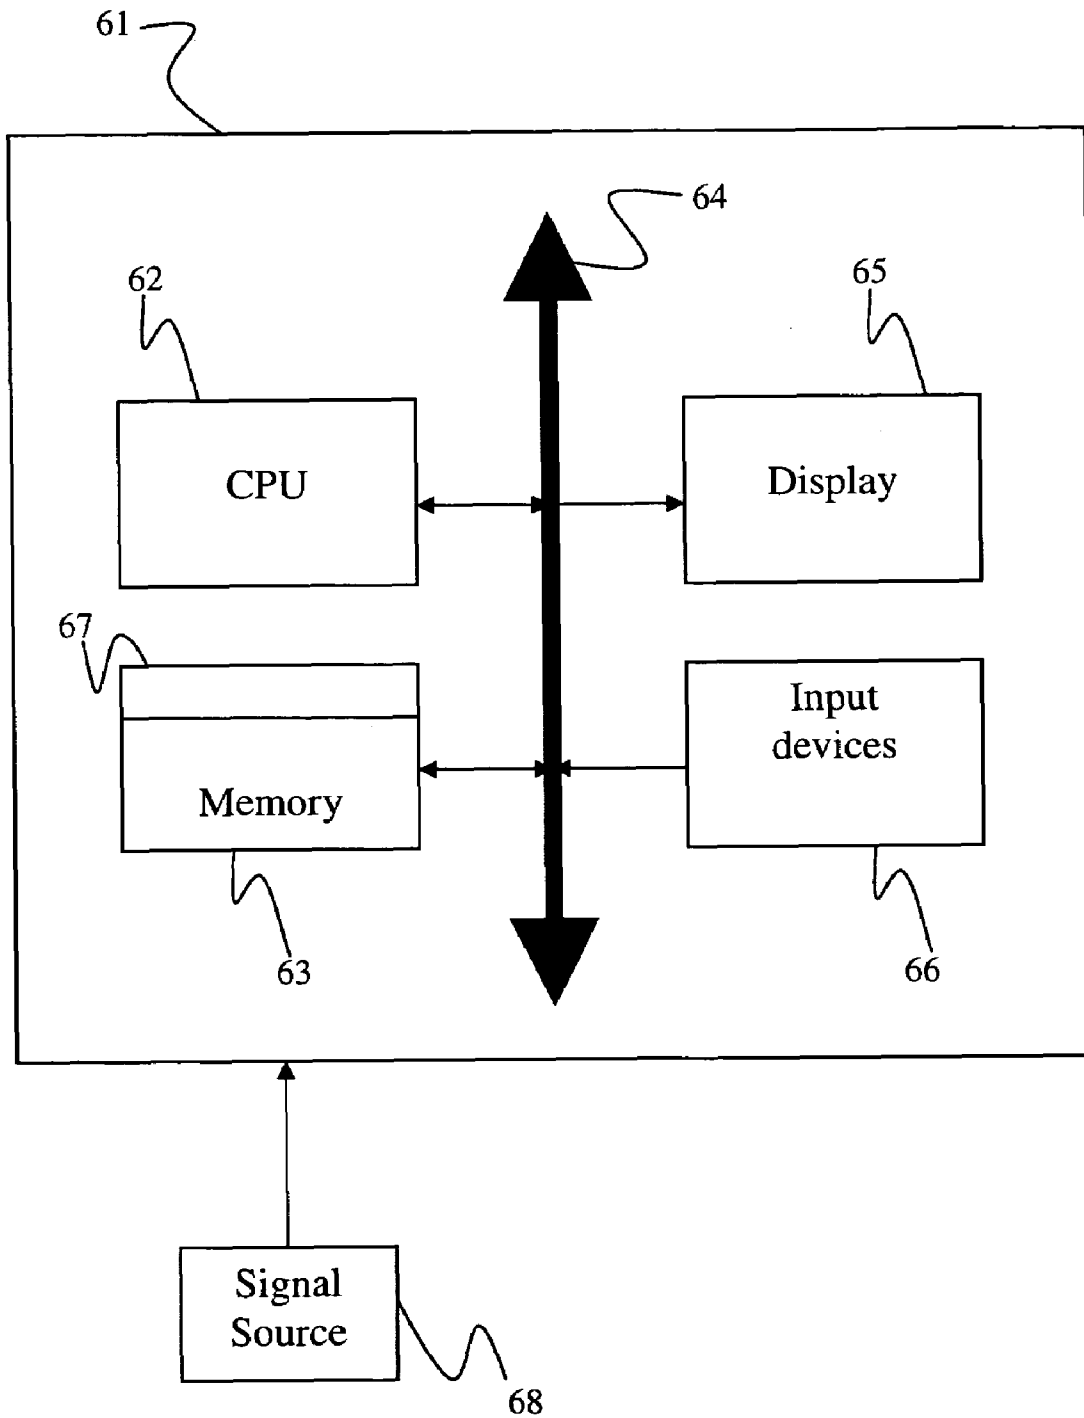 61
64
62
65
CPU
Display
67
Input
devices
Memory
63
66
Signal
Source
68